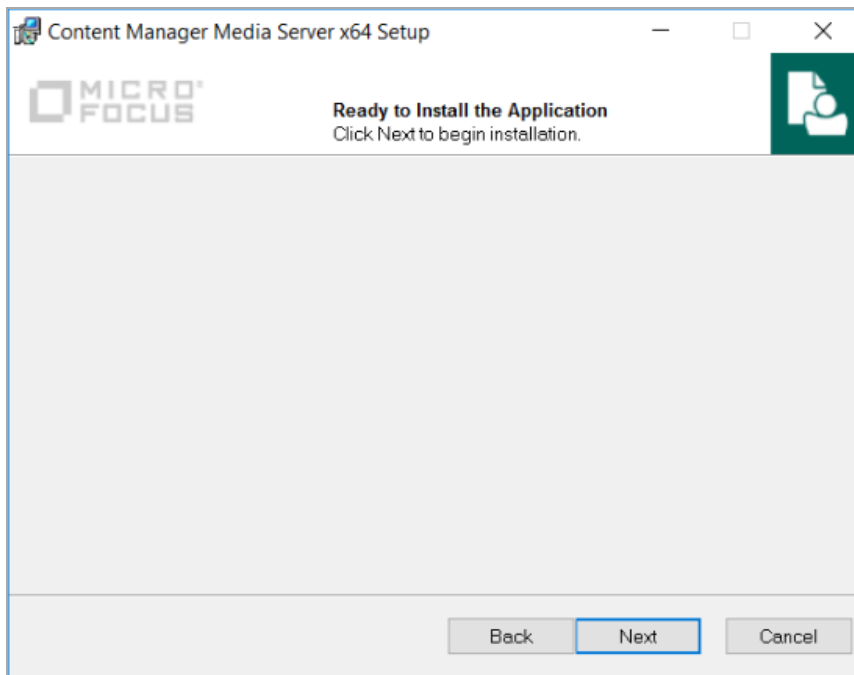 Content Manager Media Server x64 Setup
MICRO
FOCUS
Ready to Install the Application
Click Next to begin installation.
Back Next Cancel